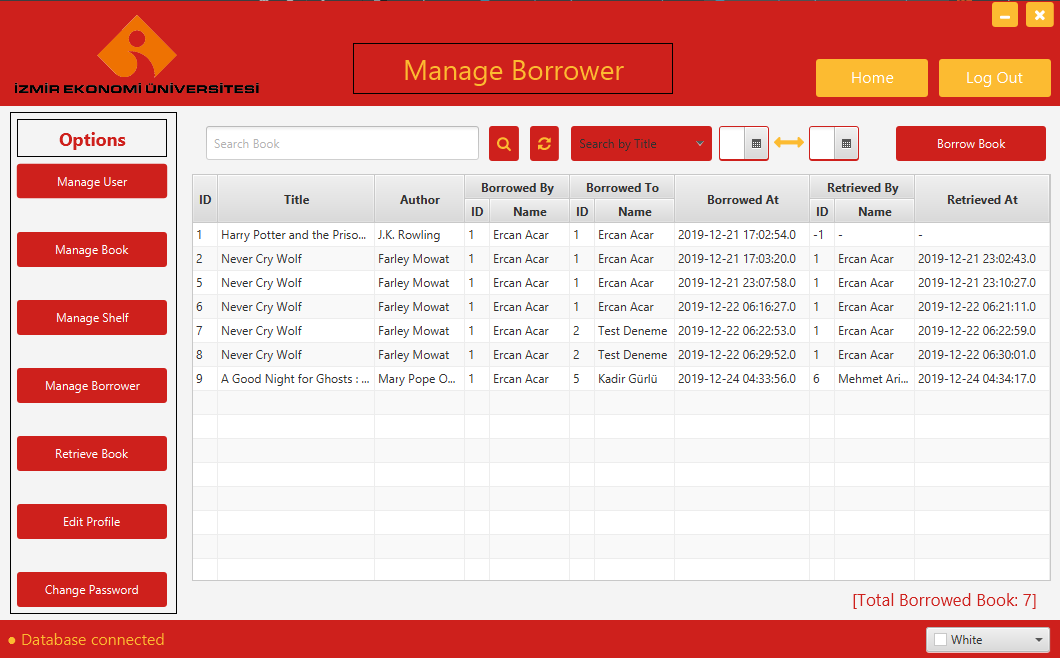 Manage Borrower
Home
Log Out
İZMİR EKONOMİ ÜNİVERSİTESİ
Options
Manage User
Manage Book
Manage Shelf
Manage Borrower
Retrieve Book
Edit Profile
Change Password
Search Book
Search by Title
Borrow Book
ID Title Author Borrowed By Borrowed To Borrowed At Retrieved By Retrieved At
ID Name ID Name ID Name
1 Harry Potter and the Priso... J.K. Rowling 1 Ercan Acar 1 Ercan Acar 2019-12-21 17:02:54.0 -1 - -
2 Never Cry Wolf Farley Mowat 1 Ercan Acar 1 Ercan Acar 2019-12-21 17:03:20.0 1 Ercan Acar 2019-12-21 23:02:43.0
5 Never Cry Wolf Farley Mowat 1 Ercan Acar 1 Ercan Acar 2019-12-21 23:07:58.0 1 Ercan Acar 2019-12-21 23:10:27.0
6 Never Cry Wolf Farley Mowat 1 Ercan Acar 1 Ercan Acar 2019-12-22 06:16:27.0 1 Ercan Acar 2019-12-22 06:21:11.0
7 Never Cry Wolf Farley Mowat 1 Ercan Acar 2 Test Deneme 2019-12-22 06:22:53.0 1 Ercan Acar 2019-12-22 06:22:59.0
8 Never Cry Wolf Farley Mowat 1 Ercan Acar 2 Test Deneme 2019-12-22 06:29:52.0 1 Ercan Acar 2019-12-22 06:30:01.0
9 A Good Night for Ghosts : ... Mary Pope O... 1 Ercan Acar 5 Kadir Gürlü 2019-12-24 04:33:56.0 6 Mehmet Ari... 2019-12-24 04:34:17.0
[Total Borrowed Book: 7]
Database connected
White